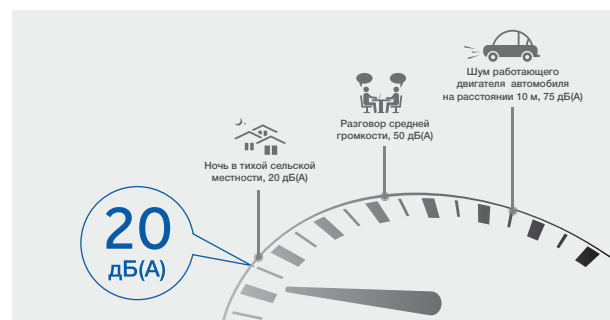 Шум работающего
двигателя автомобиля
на расстоянии 10 м, 75 дБ(А)
Разговор средней
громкости, 50 дБ(А)
Ночь в тихой сельской
местности, 20 дБ(А)
20
дБ(А)